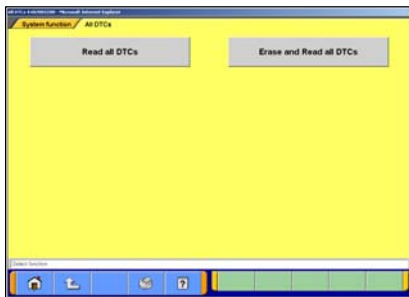 System function All DTCs
Read all DTCs Erase and Read all DTCs
Select function
?